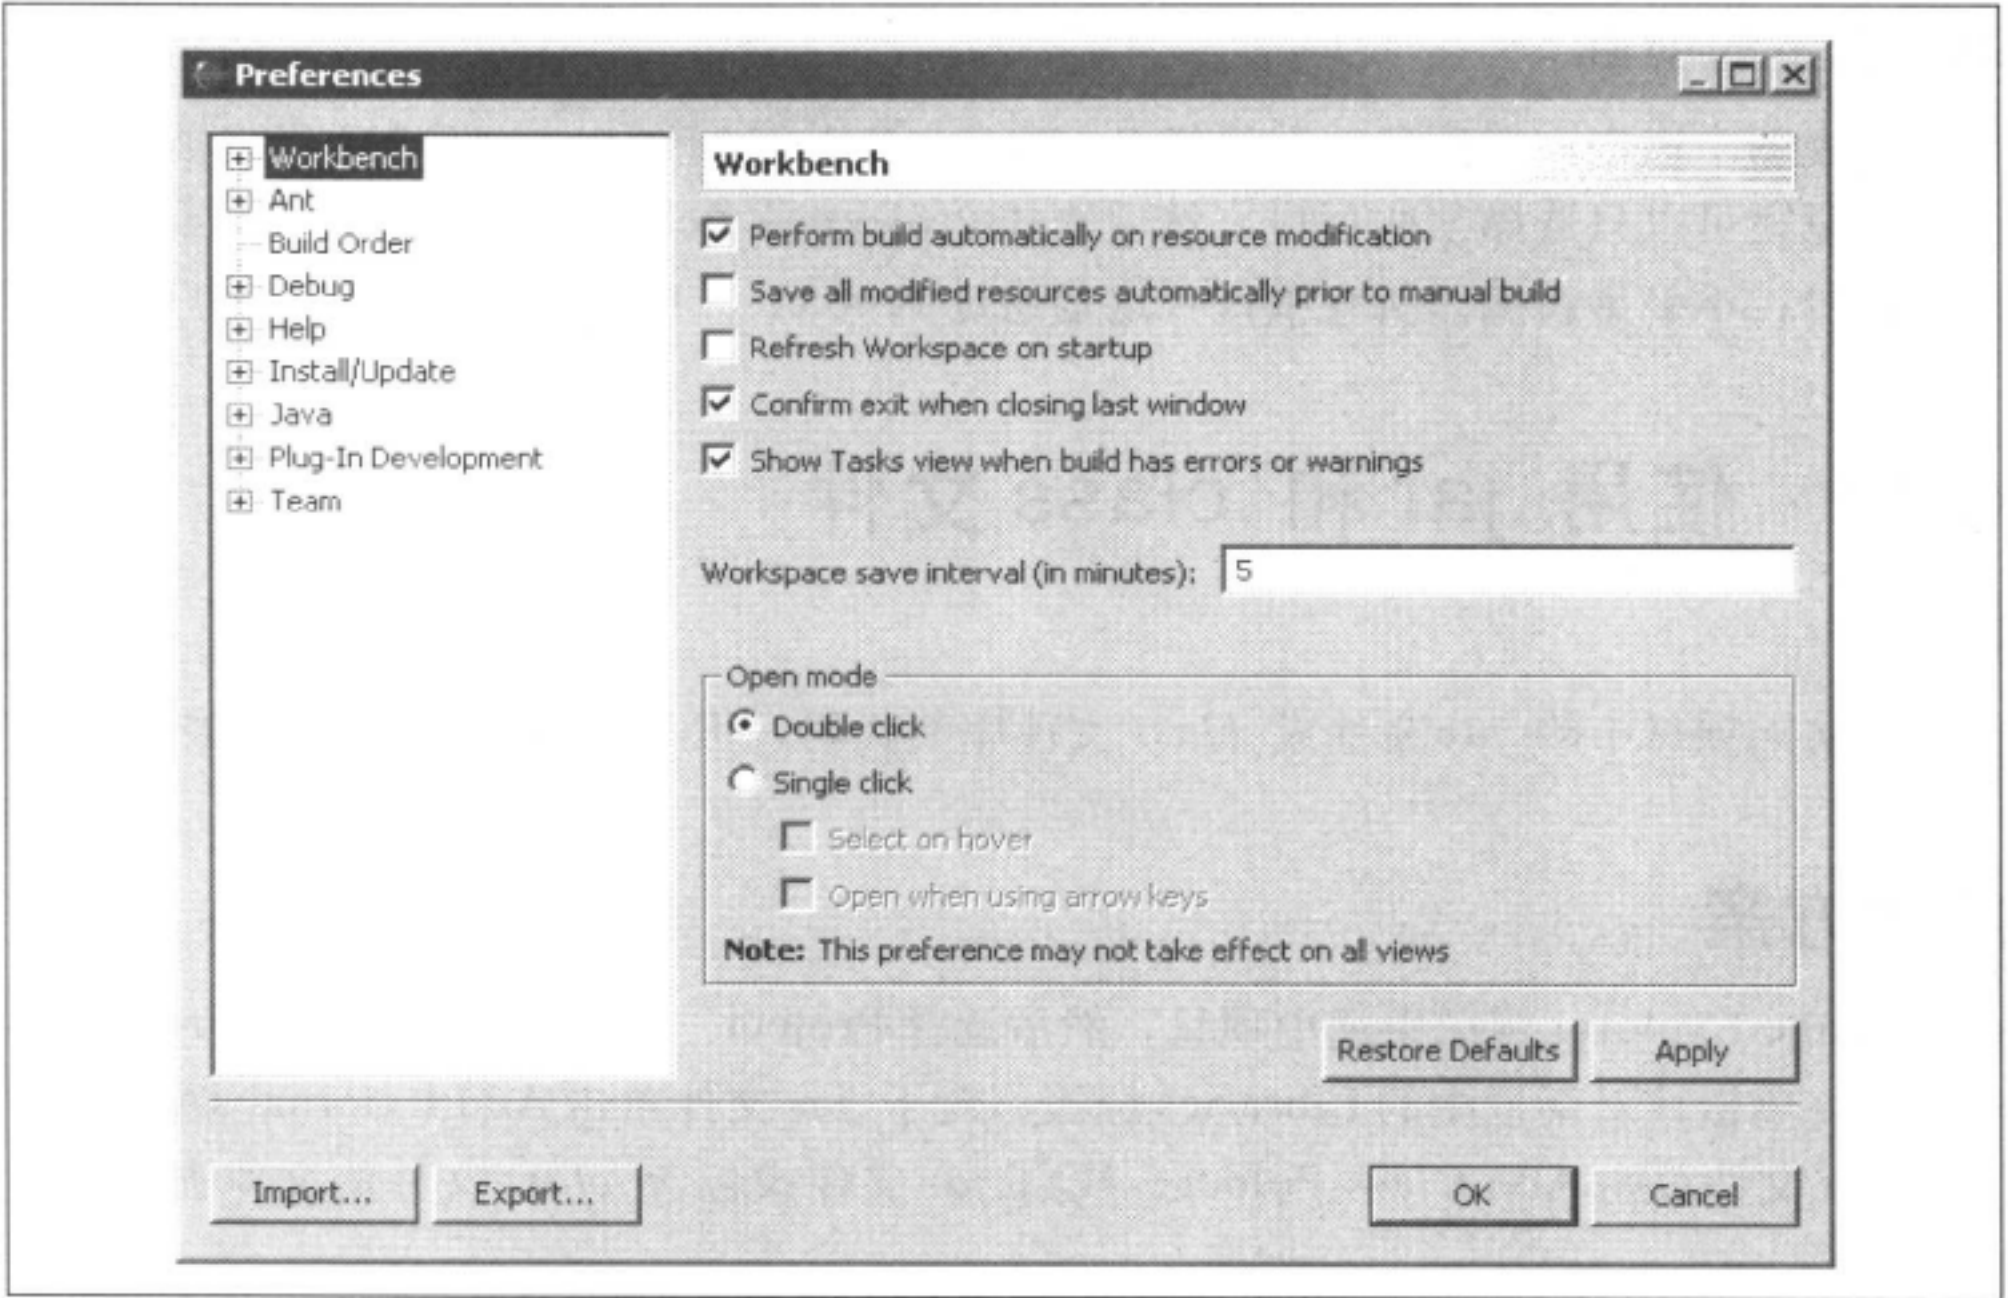 Preferences
Workbench
Ant
Build Order
Debug
Help
Install/Update
Java
Plug-In Development
Team
Workbench
Perform build automatically on resource modification
Save all modified resources automatically prior to manual build
Refresh Workspace on startup
Confirm exit when closing last window
Show Tasks view when build has errors or warnings
Workspace save interval (in minutes): 5
Open mode
Double click
Single click
Select on hover
Open when using arrow keys
Note: This preference may not take effect on all views
Restore Defaults Apply
Import... Export... OK Cancel